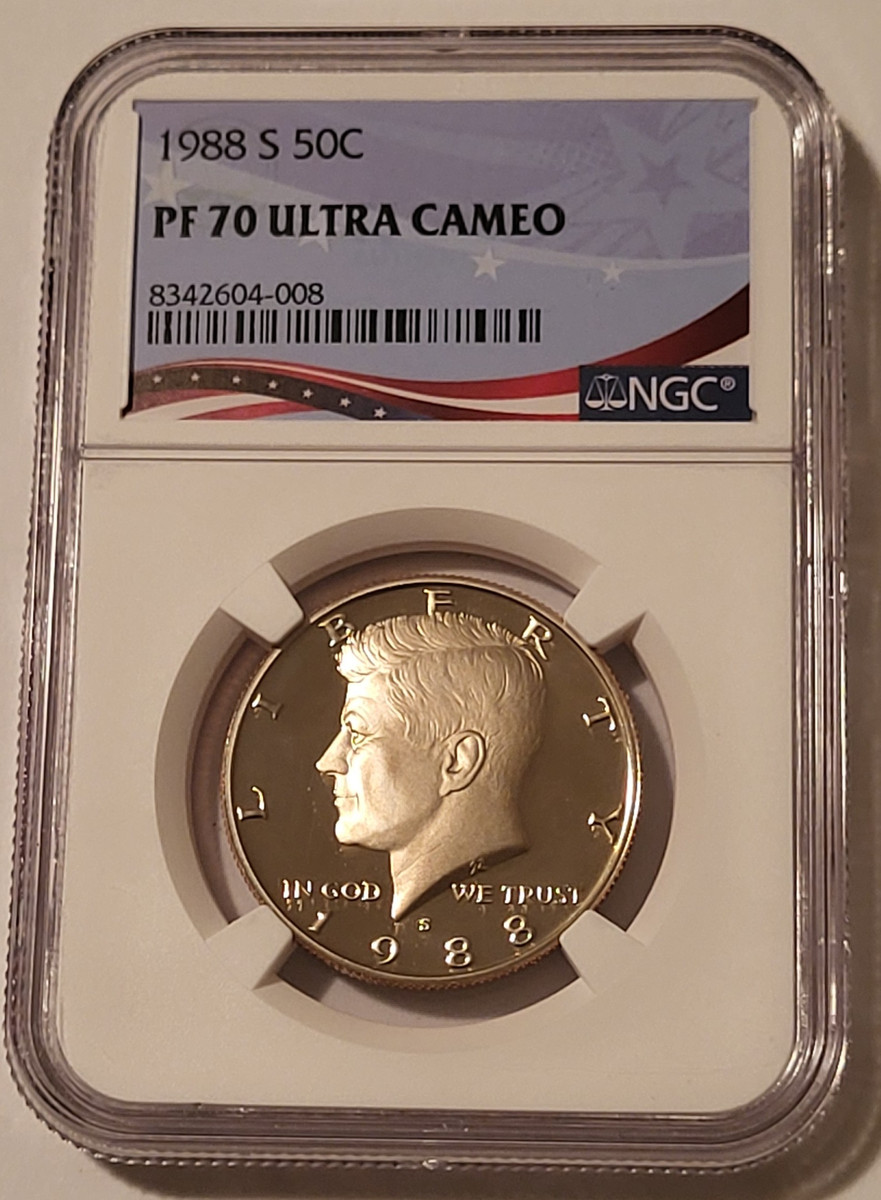 1988 S 50C
PF 70 ULTRA CAMEO
8342604-008
NGC®
LIBERTY
IN GOD WE TRUST
S
1988